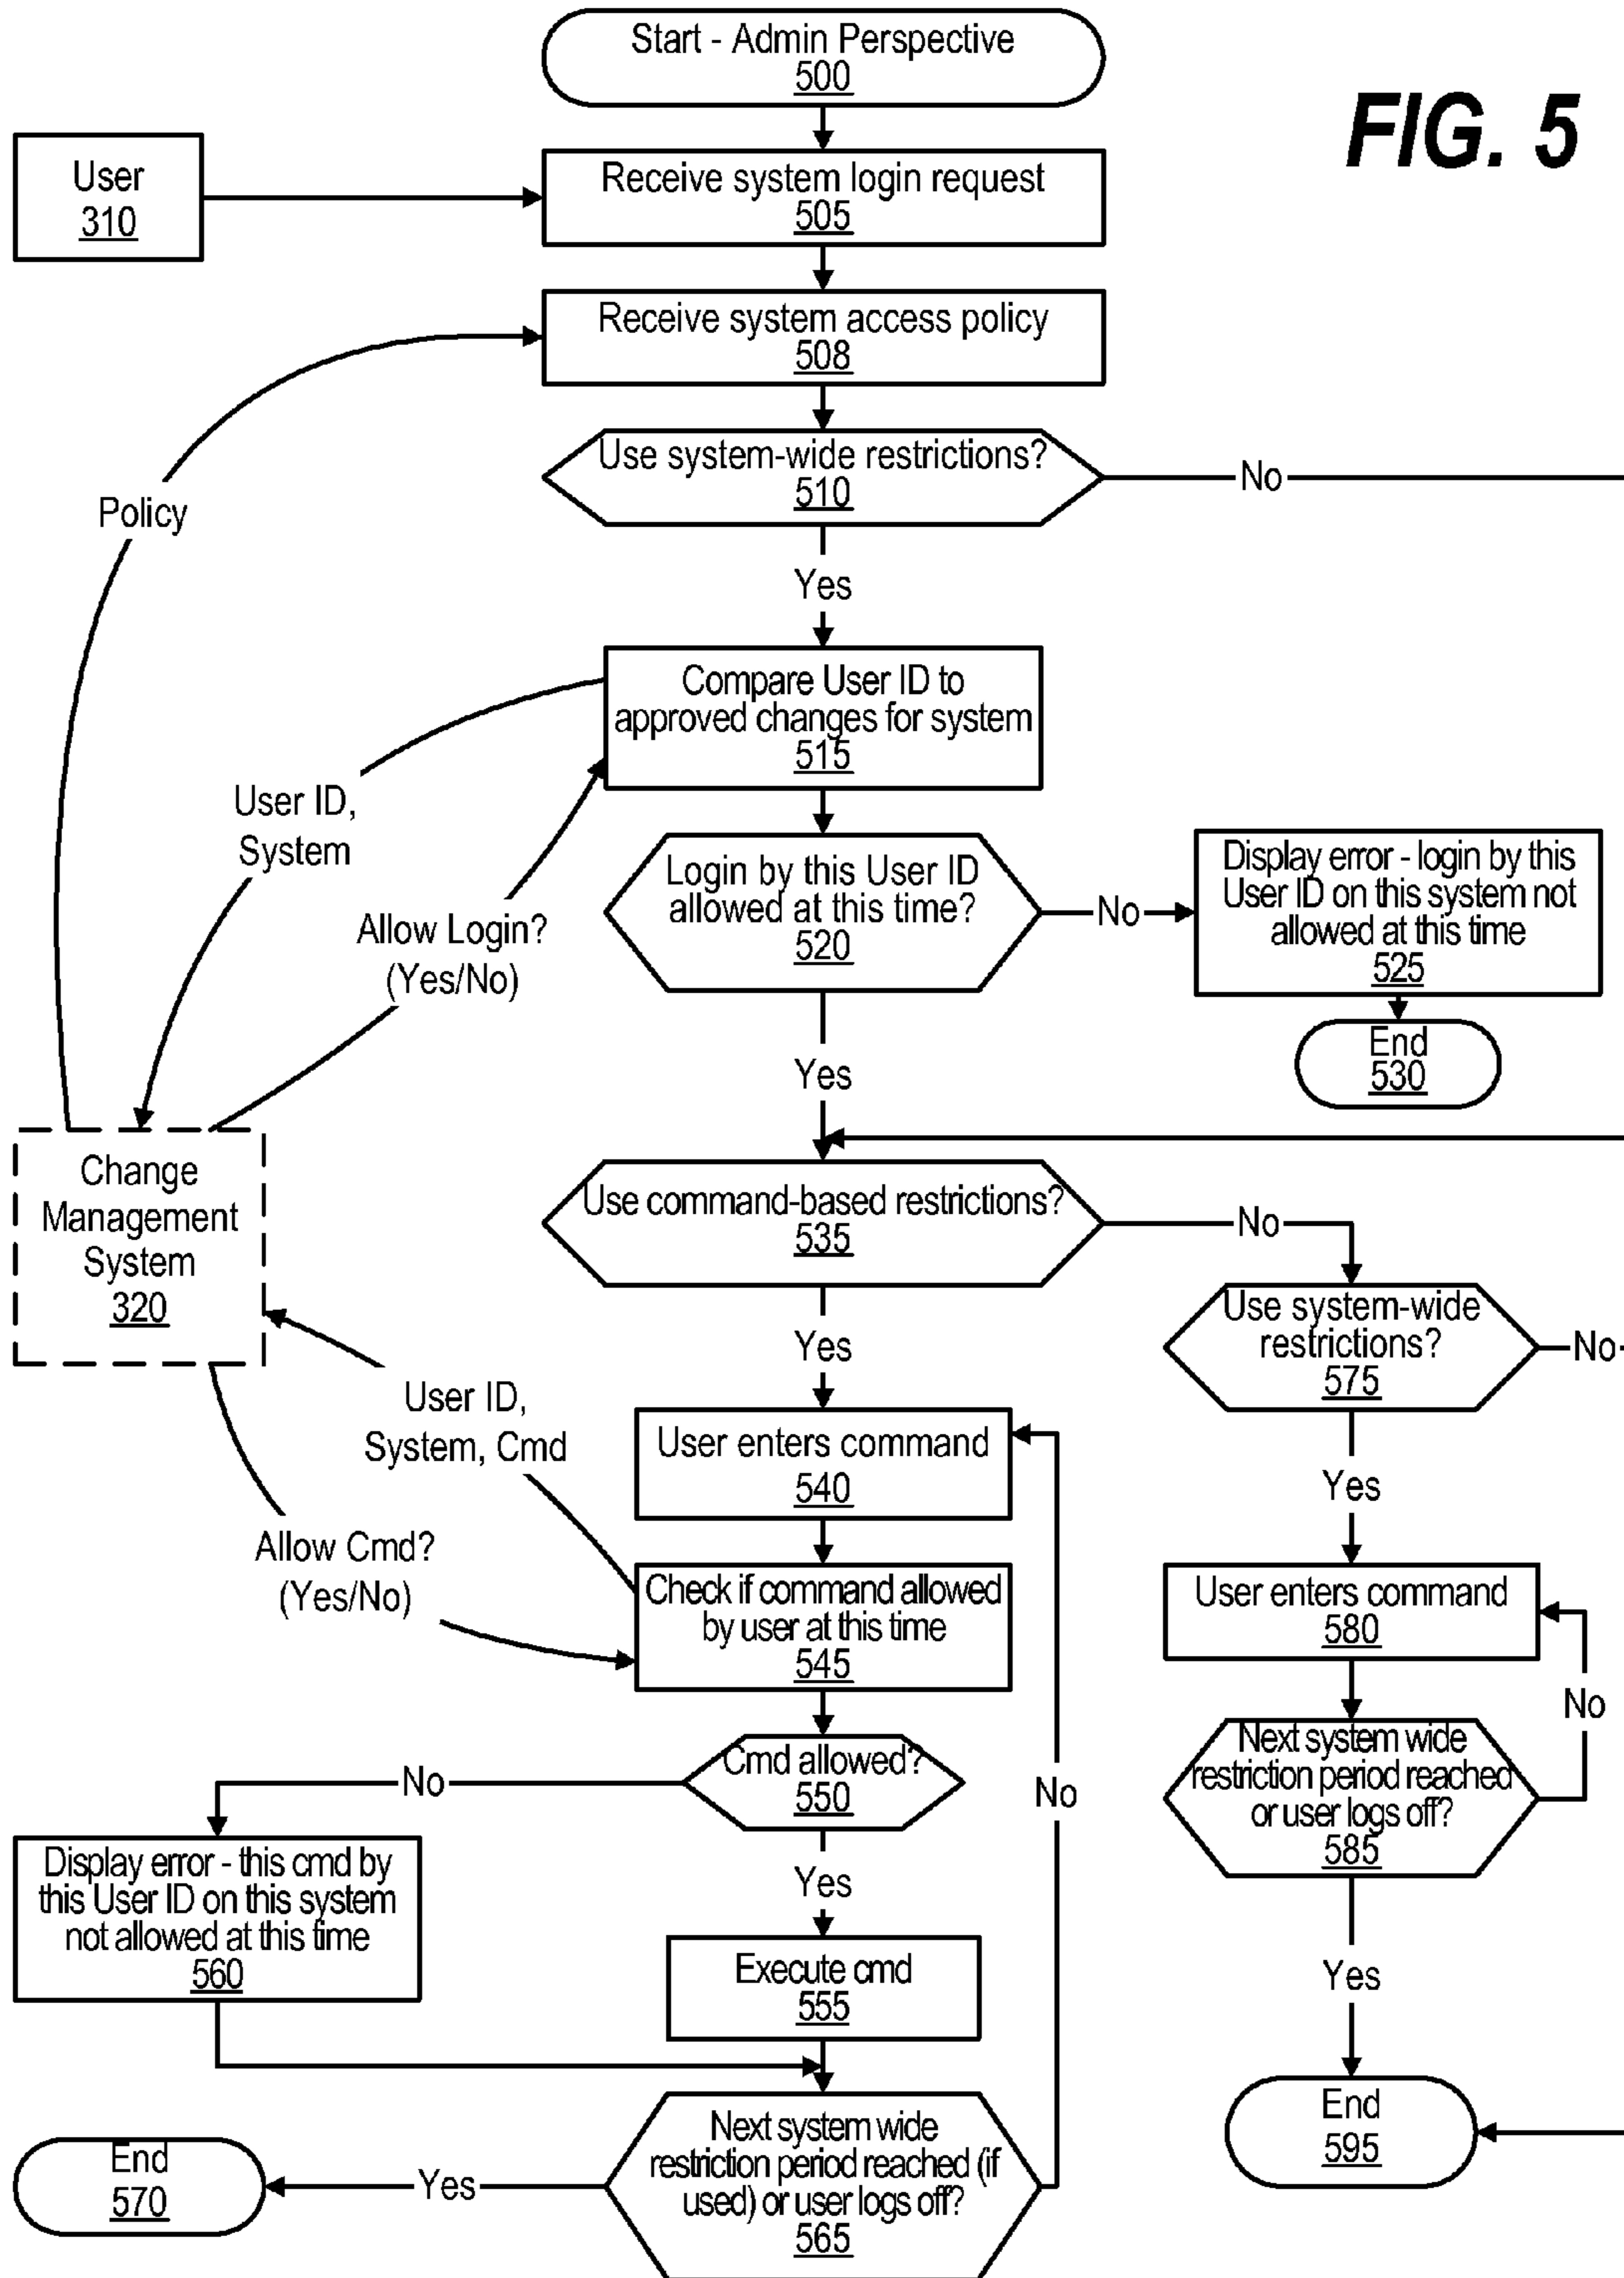 Start - Admin Perspective
500
FIG. 5
User
310
Receive system login request
505
Receive system access policy
508
Use system-wide restrictions?
510
No
Policy
Yes
Compare User ID to
approved changes for system
515
User ID,
System
Allow Login?
(Yes/No)
Login by this User ID
allowed at this time?
520
No
Display error - login by this
User ID on this system not
allowed at this time
525
End
530
Yes
Change
Management
System
320
Use command-based restrictions?
535
No
Use system-wide
restrictions?
575
No
Yes
User ID,
System, Cmd
User enters command
540
Yes
Allow Cmd?
(Yes/No)
Check if command allowed
by user at this time
545
User enters command
580
No
Next system wide
restriction period reached
or user logs off?
585
Cmd allowed?
550
No
No
Display error - this cmd by
this User ID on this system
not allowed at this time
560
Yes
Execute cmd
555
Yes
End
595
Next system wide
restriction period reached (if
used) or user logs off?
565
Yes
End
570